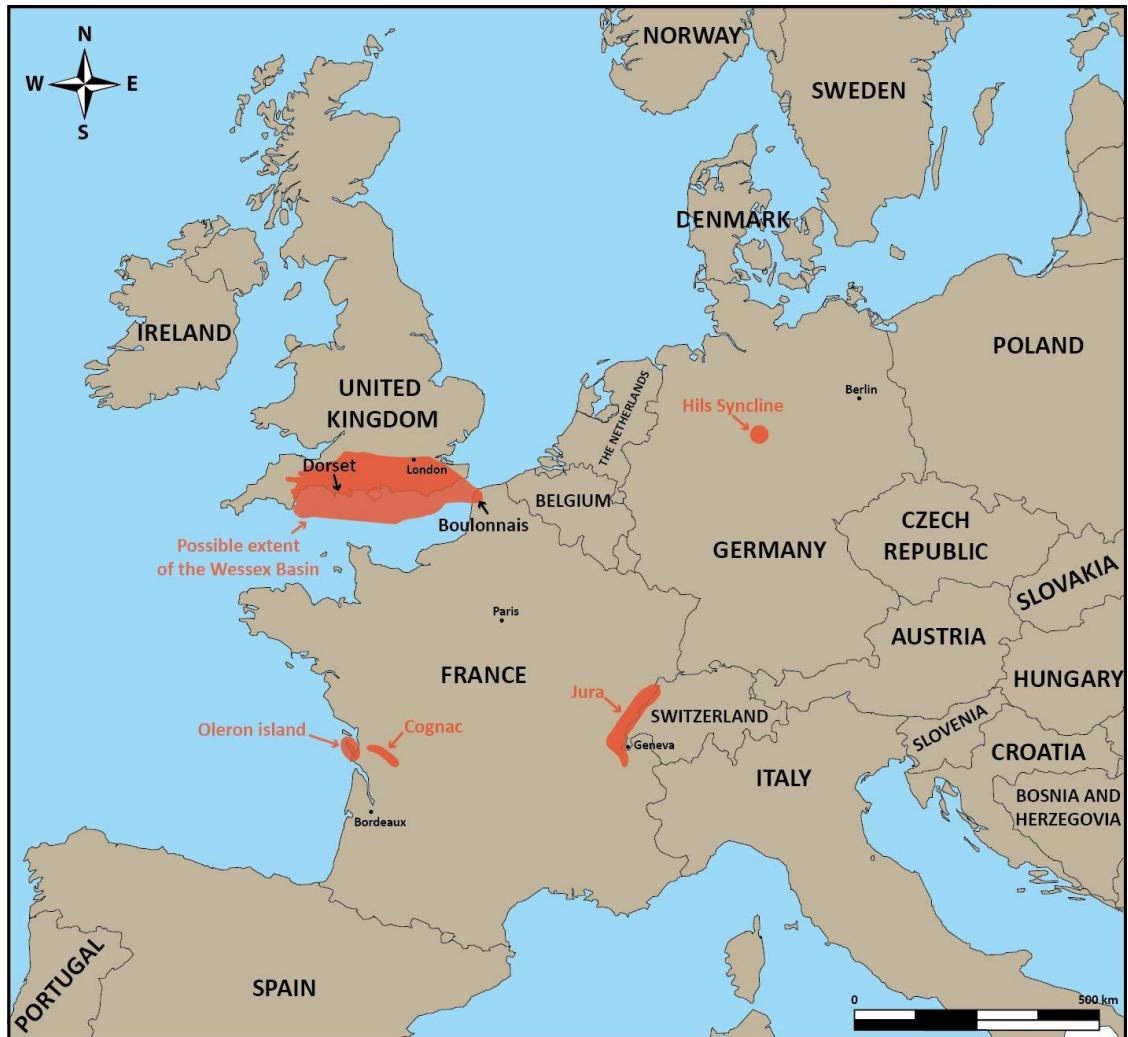 N
W
E
S
NORWAY
SWEDEN
DENMARK
IRELAND
UNITED
KINGDOM
POLAND
THE NETHERLANDS
Berlin
Hils Syncline
London
Dorset
BELGIUM
Boulonnais
Possible extent
of the Wessex Basin
GERMANY
CZECH
REPUBLIC
SLOVAKIA
Paris
AUSTRIA
HUNGARY
FRANCE
Jura
SWITZERLAND
SLOVENIA
Oleron island
Cognac
Geneva
CROATIA
ITALY
BOSNIA AND
HERZEGOVIA
Bordeaux
PORTUGAL
SPAIN
0
500 km